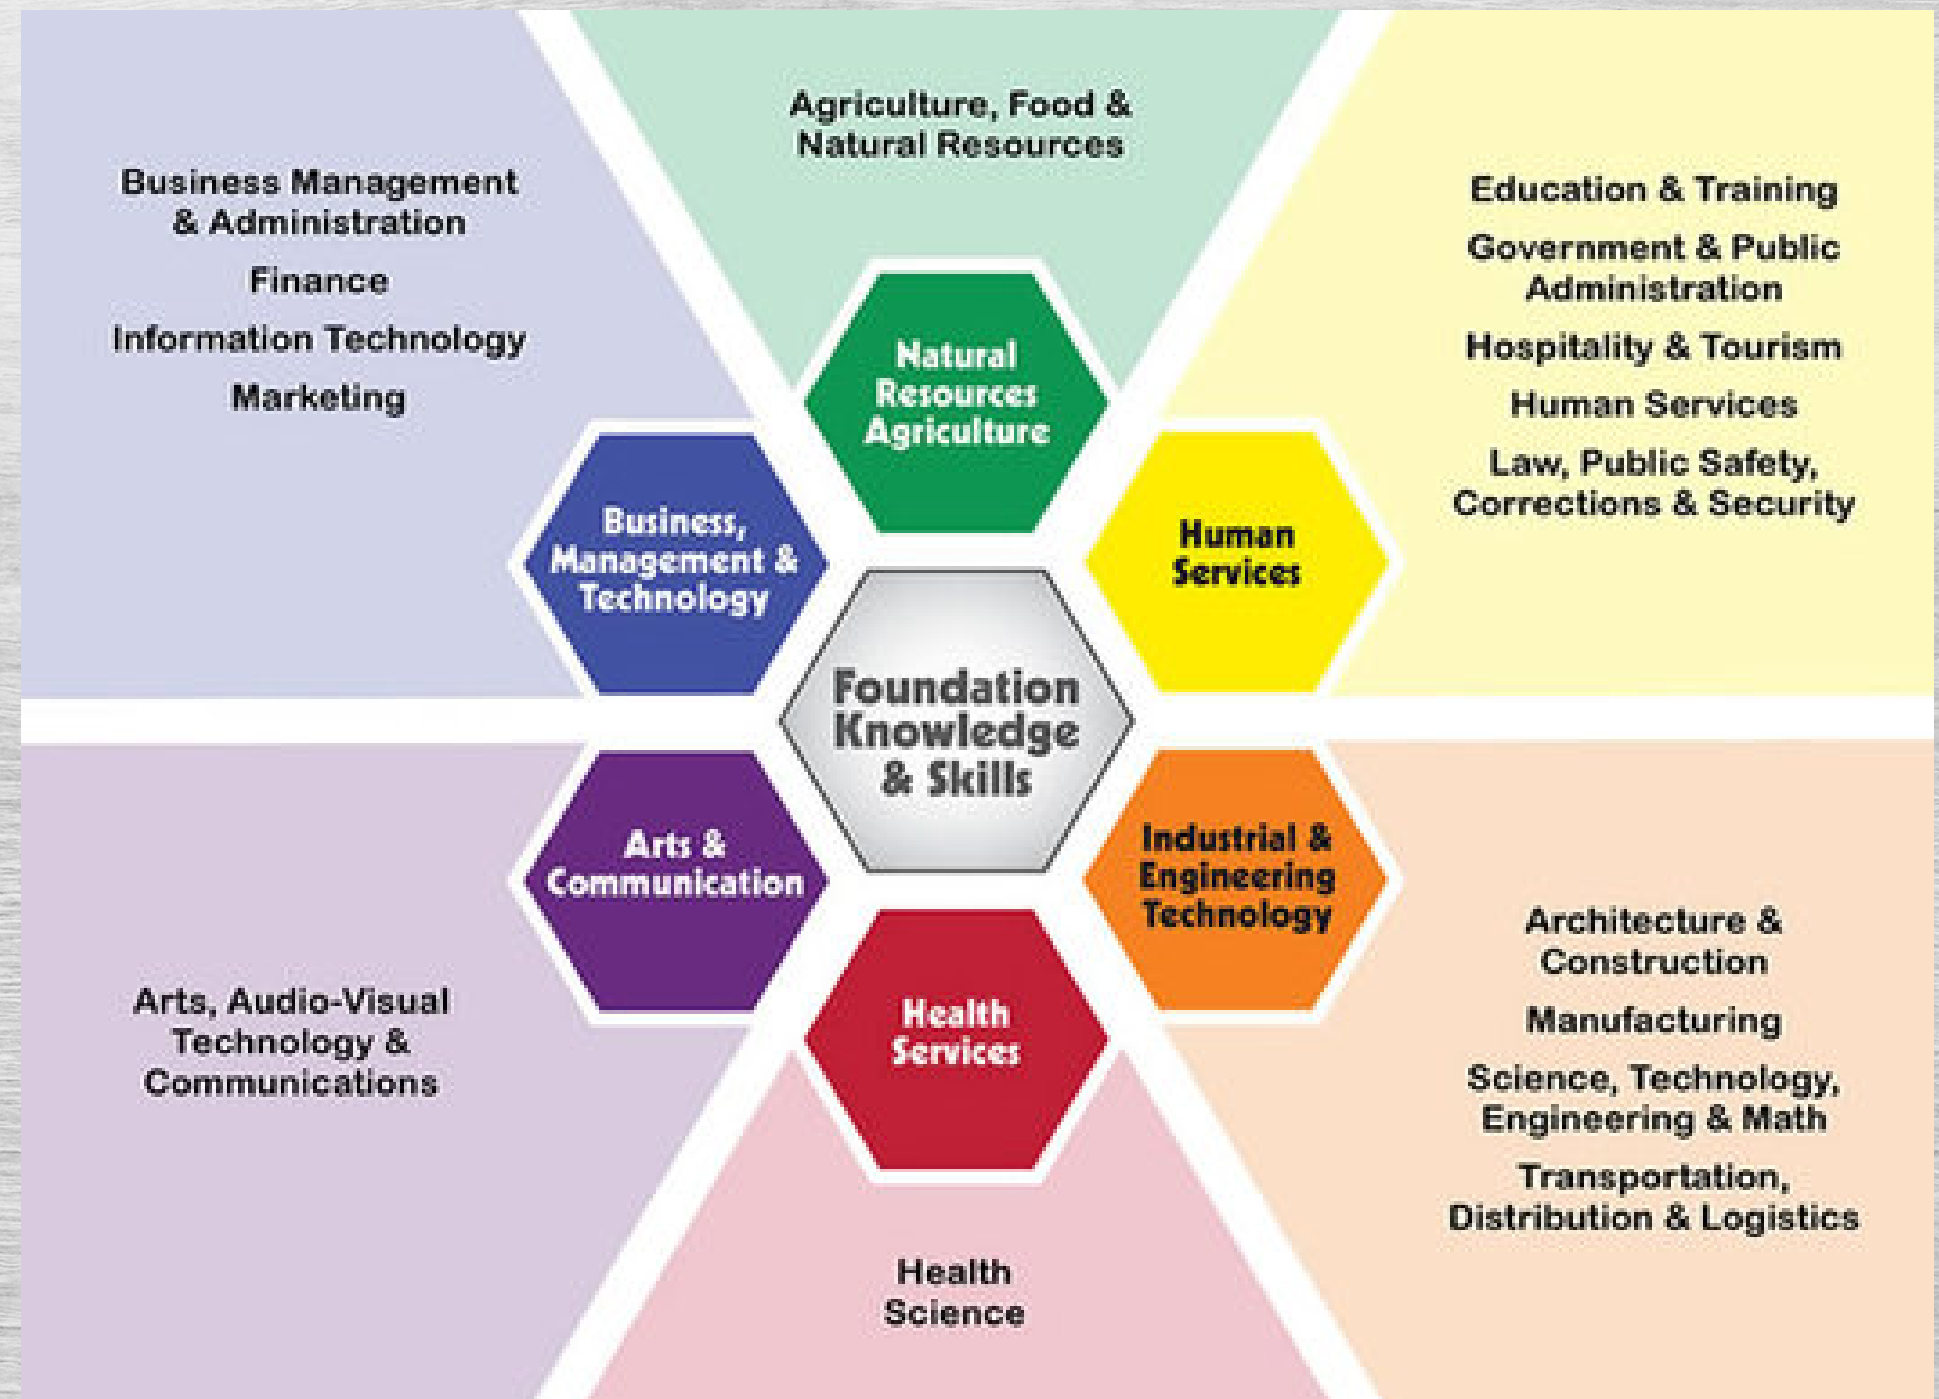 Agriculture, Food &
Natural Resources
Business Management
& Administration
Finance
Information Technology
Marketing
Education & Training
Government & Public
Administration
Hospitality & Tourism
Human Services
Law, Public Safety,
Corrections & Security
Natural
Resources
Agriculture
Business,
Management &
Technology
Human
Services
Foundation
Knowledge
& Skills
Arts &
Communication
Industrial &
Engineering
Technology
Health
Services
Arts, Audio-Visual
Technology &
Communications
Architecture &
Construction
Manufacturing
Science, Technology,
Engineering & Math
Transportation,
Distribution & Logistics
Health
Science